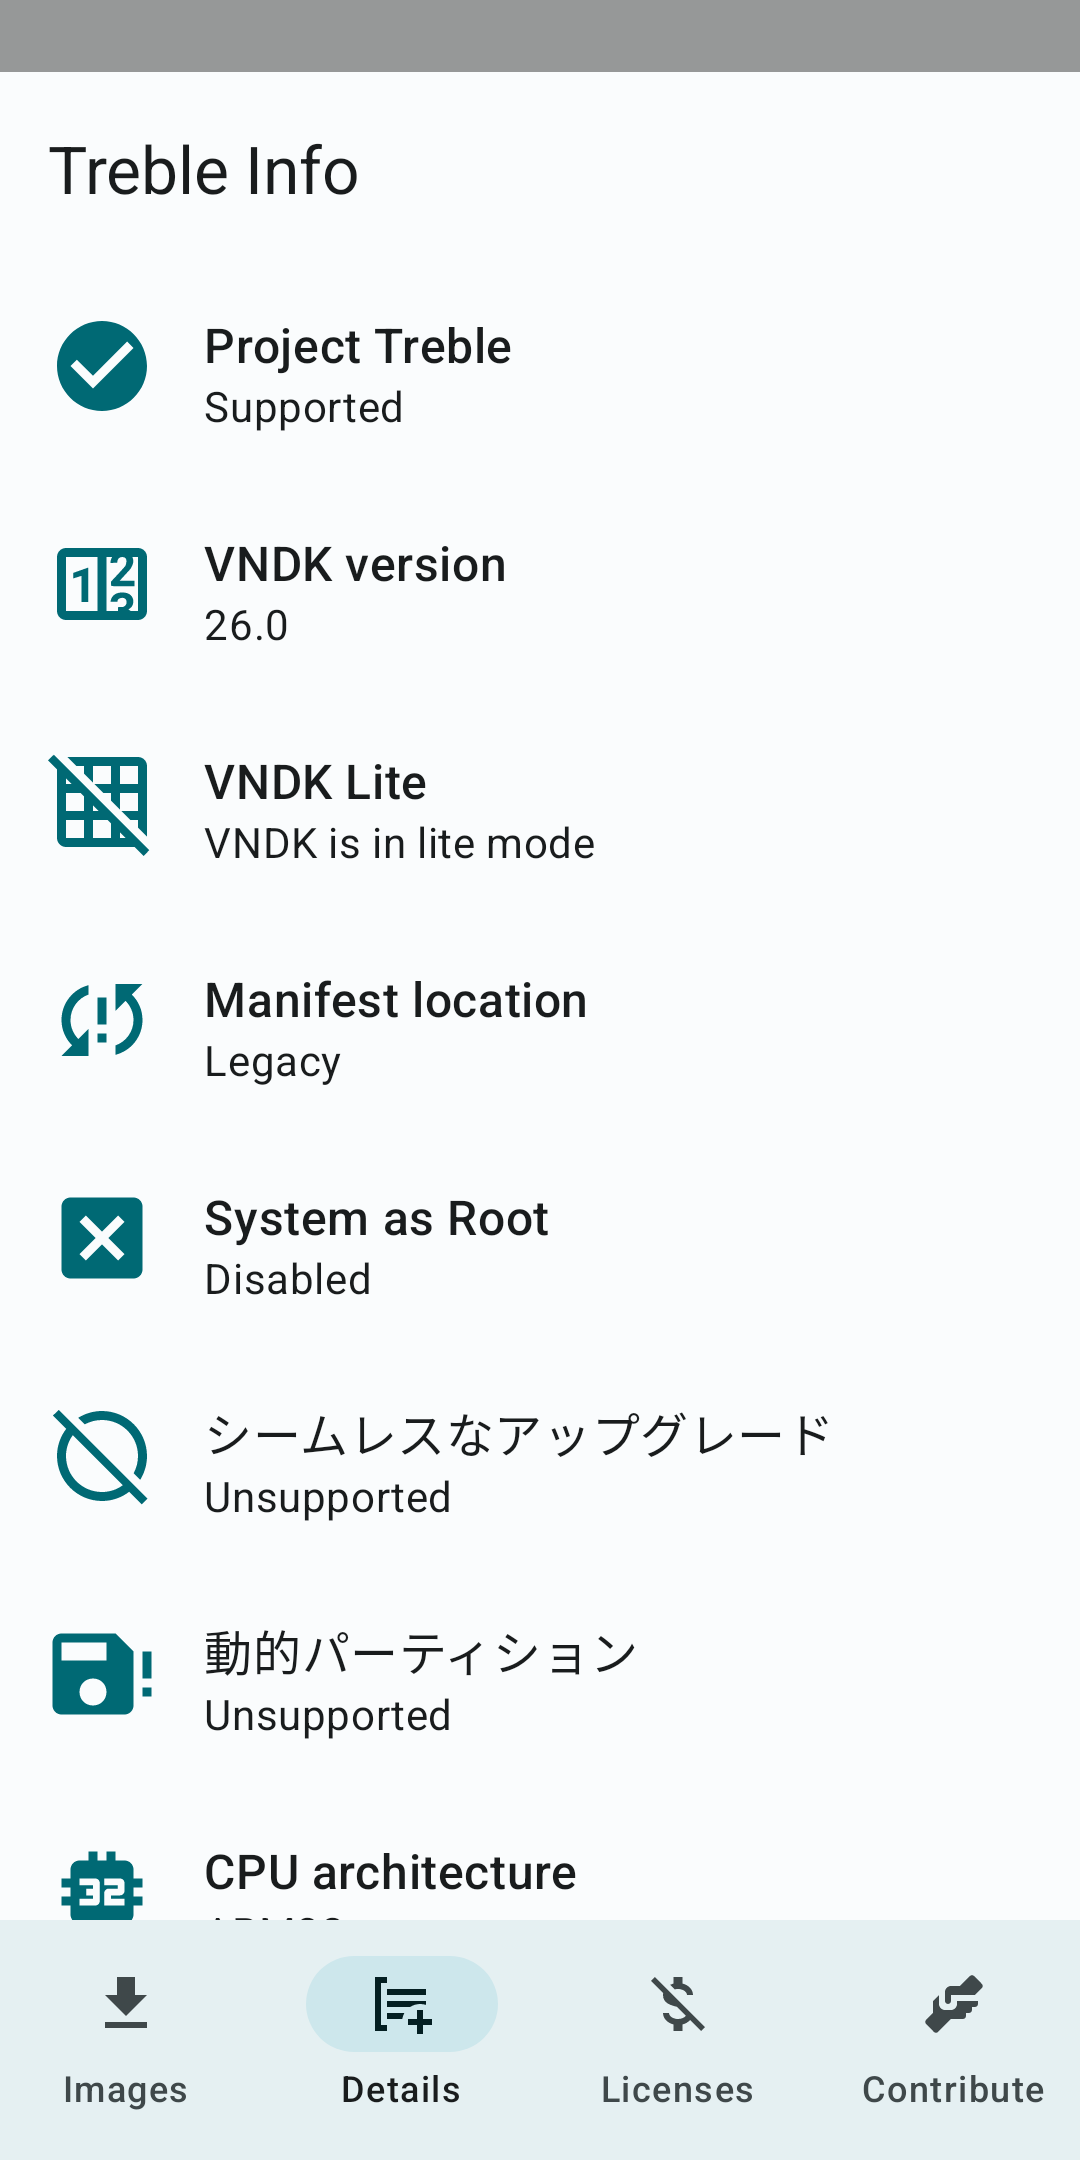 Treble Info
Project Treble
Supported
VNDK version
26.0
VNDK Lite
VNDK is in lite mode
Manifest location
Legacy
System as Root
Disabled
シームレスなアップグレード
Unsupported
動的パーティション
Unsupported
CPU architecture
Images
Details
Licenses
Contribute